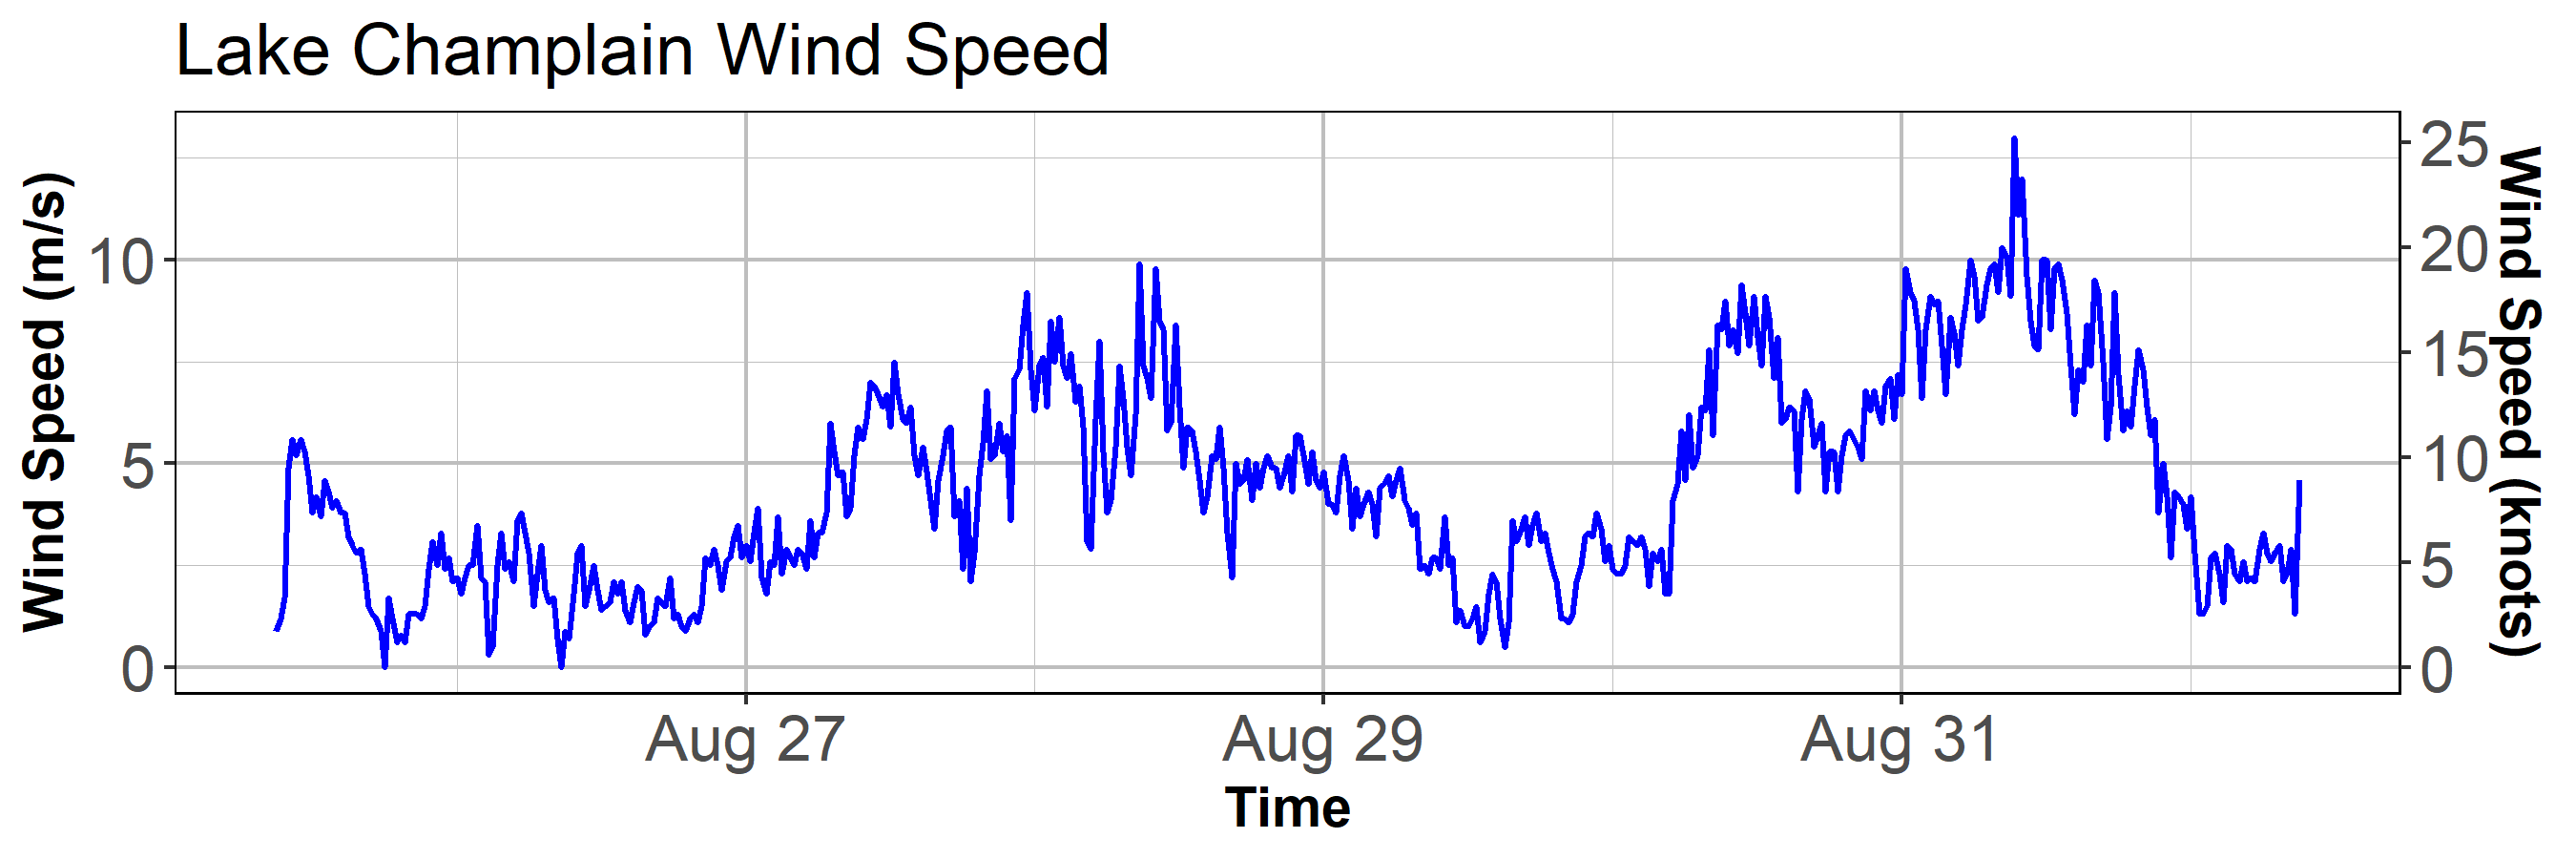 Lake Champlain Wind Speed
Wind Speed (m/s)
10
5
0
25
20
15
10
5
0
Wind Speed (knots)
Aug 27
Aug 29
Aug 31
Time